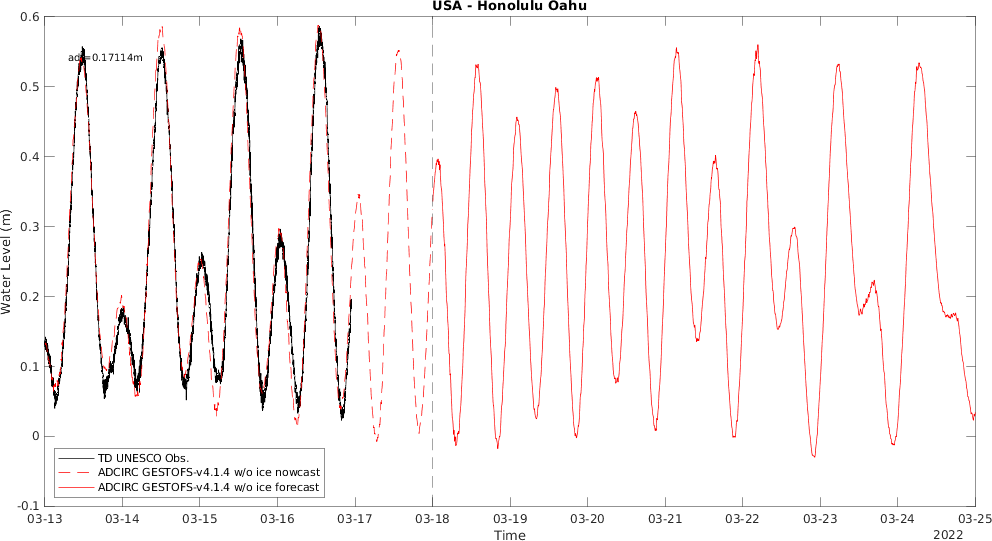 USA - Honolulu Oahu
0.6
0.5
0.4
0.3
0.2
0.1
0
-0.1
Water Level (m)
adj=0.17114m
TD UNESCO Obs.
ADCIRC GESTOFS-v4.1.4 w/o ice nowcast
ADCIRC GESTOFS-v4.1.4 w/o ice forecast
03-13 03-14 03-15 03-16 03-17 03-18 03-19 03-20 03-21 03-22 03-23 03-24 03-25
Time
2022